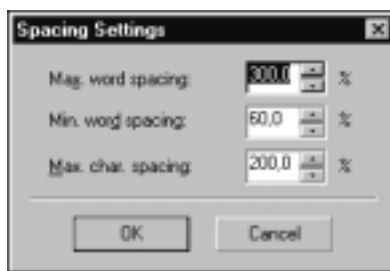 Spacing Settings
Max. word spacing: 300,0 %
Min. word spacing: 60,0 %
Max. char. spacing: 200,0 %
OK Cancel